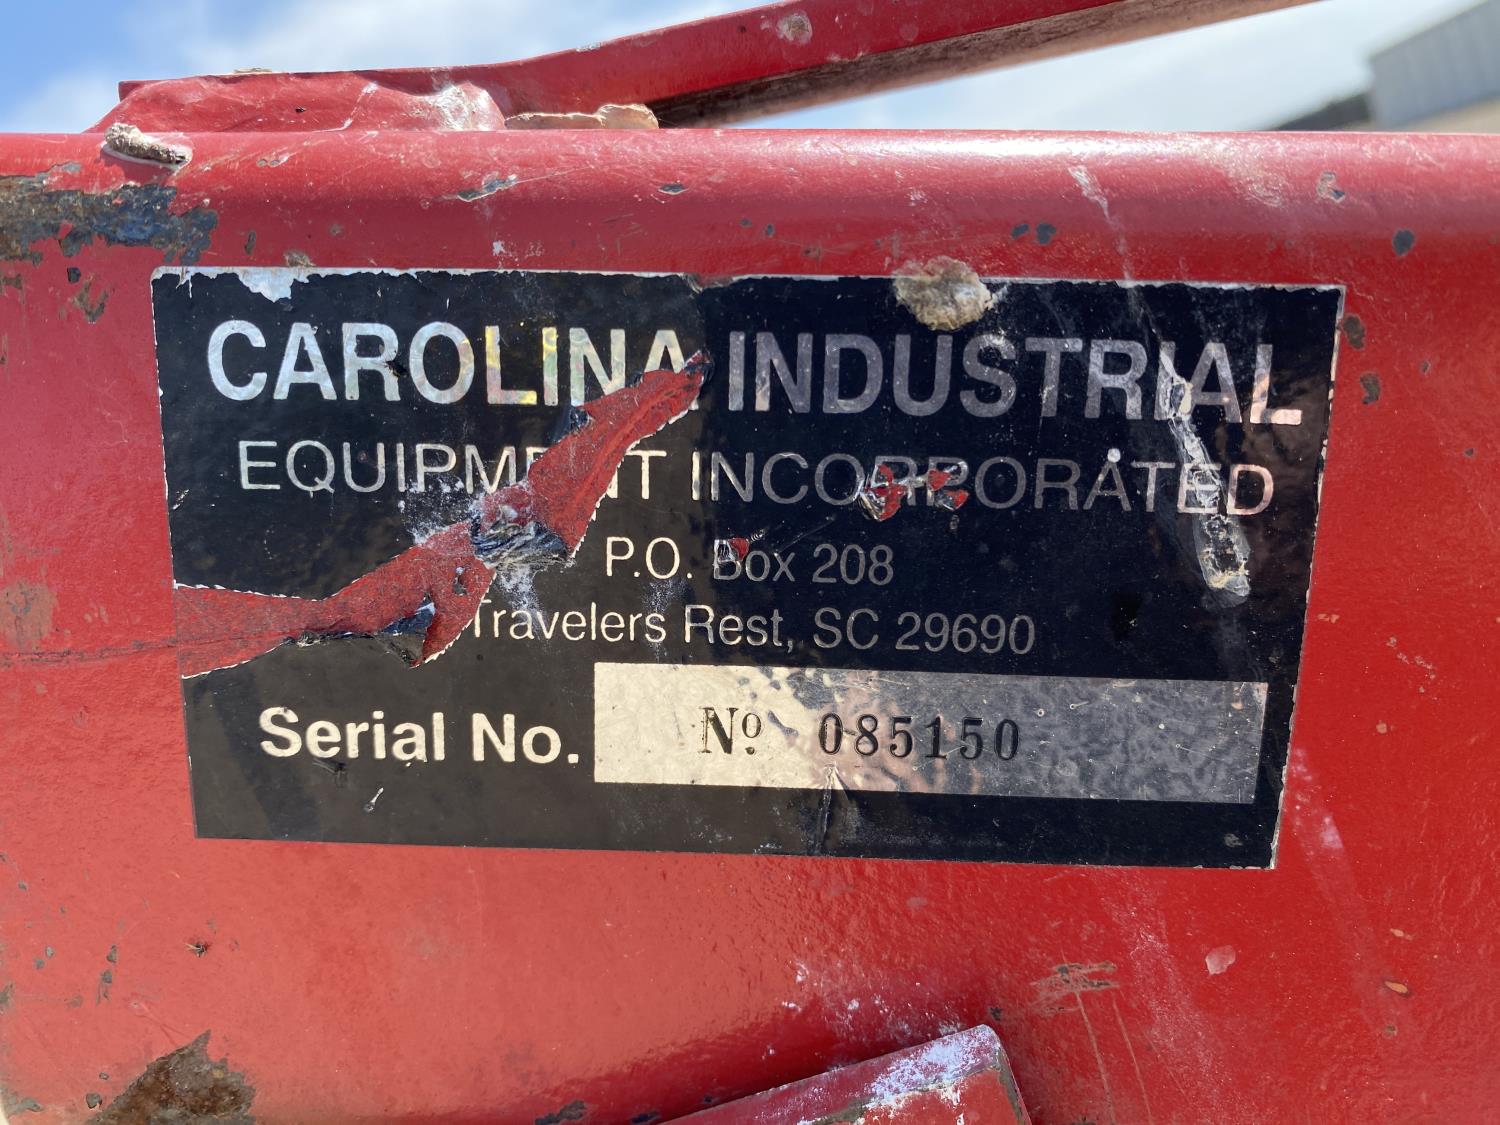 CAROLINA INDUSTRIAL
EQUIPMENT INCORPORATED
P.O. Box 208
Travelers Rest, SC 29690
Serial No. Nº 085150